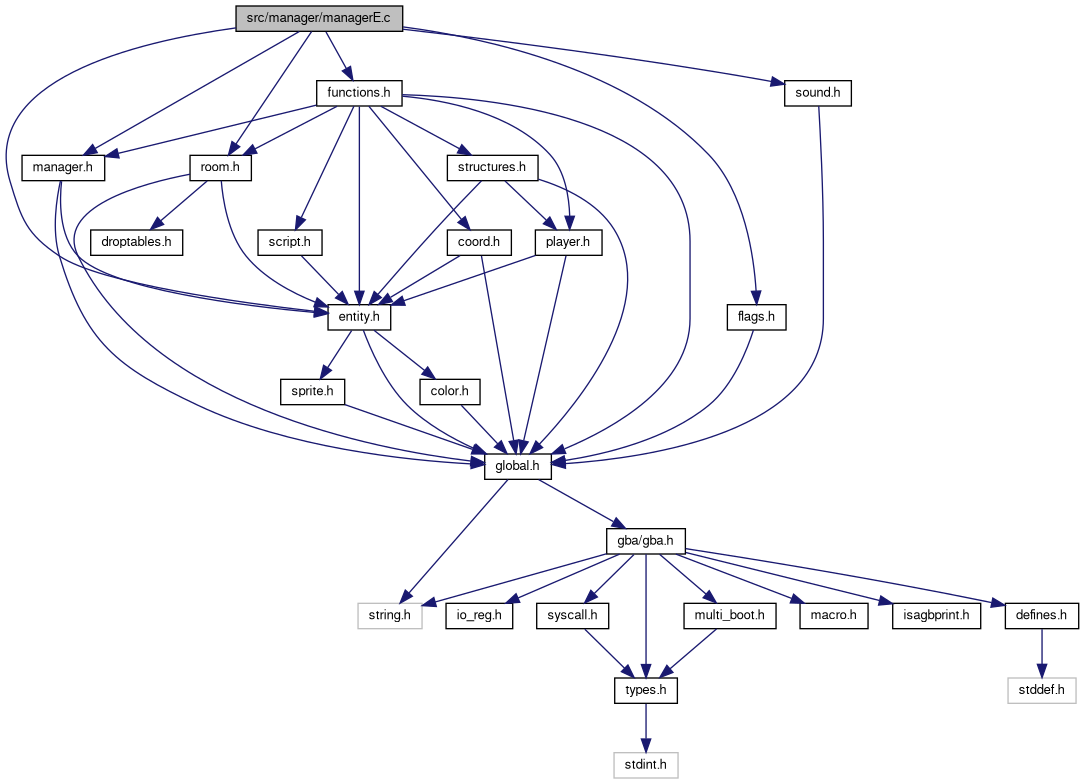 src/manager/managerE.c
functions.h
sound.h
manager.h
room.h
structures.h
droptables.h
script.h
coord.h
player.h
entity.h
flags.h
sprite.h
color.h
global.h
gba/gba.h
string.h
io_reg.h
syscall.h
multi_boot.h
macro.h
isagbprint.h
defines.h
types.h
stddef.h
stdint.h